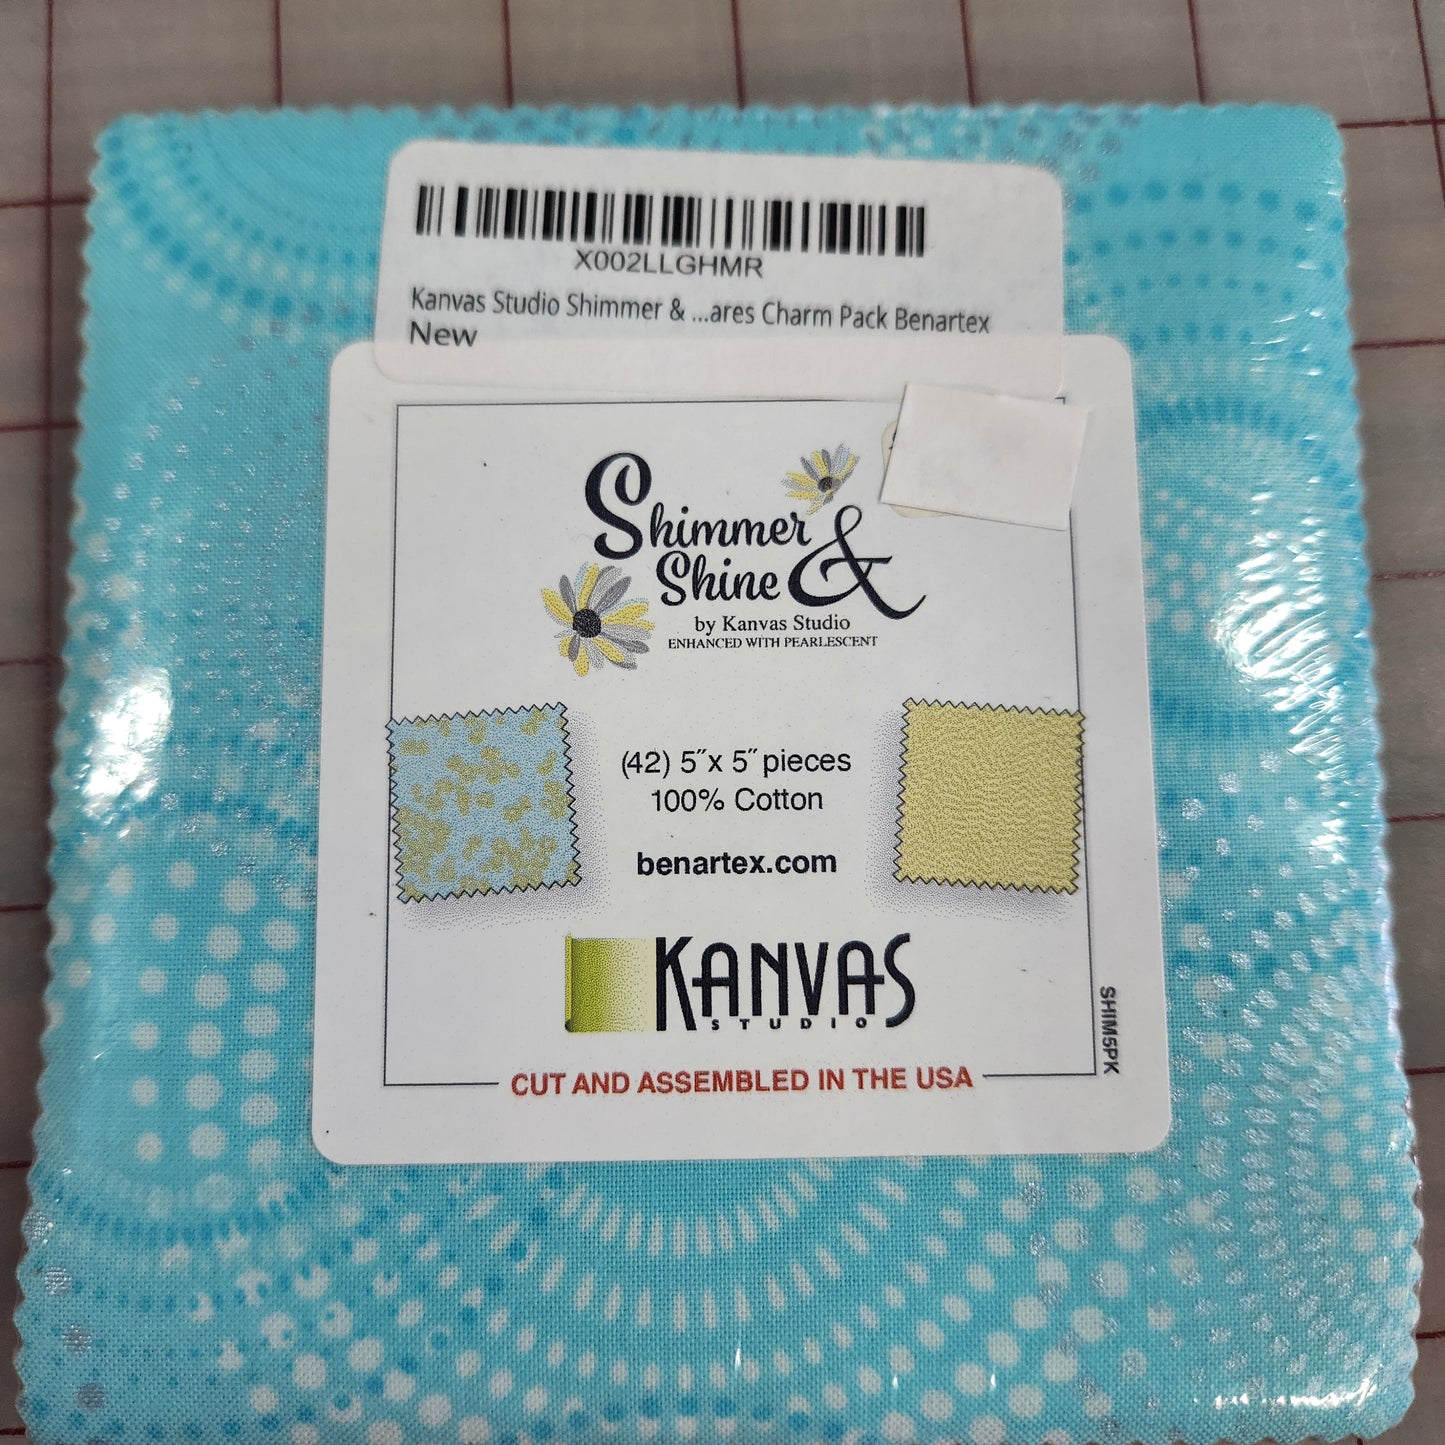 X002LLGHMR
Kanvas Studio Shimmer & ...ares Charm Pack Benartex
New
Shimmer &
Shine
by Kanvas Studio
ENHANCED WITH PEARLESCENT
(42) 5″x 5″ pieces
100% Cotton
benartex.com
KANVAS
STUDIO
SHIM5PK
CUT AND ASSEMBLED IN THE USA